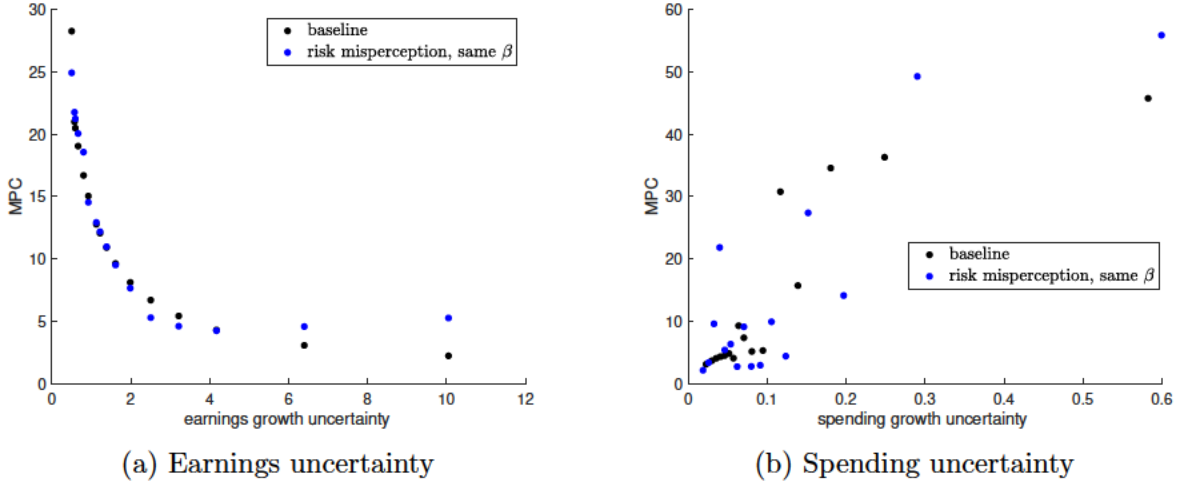 30
25
20
15
10
5
0
MPC
0 2 4 6 8 10 12
earnings growth uncertainty
baseline
risk misperception, same β
(a) Earnings uncertainty
60
50
40
30
20
10
0
MPC
0 0.1 0.2 0.3 0.4 0.5 0.6
spending growth uncertainty
baseline
risk misperception, same β
(b) Spending uncertainty